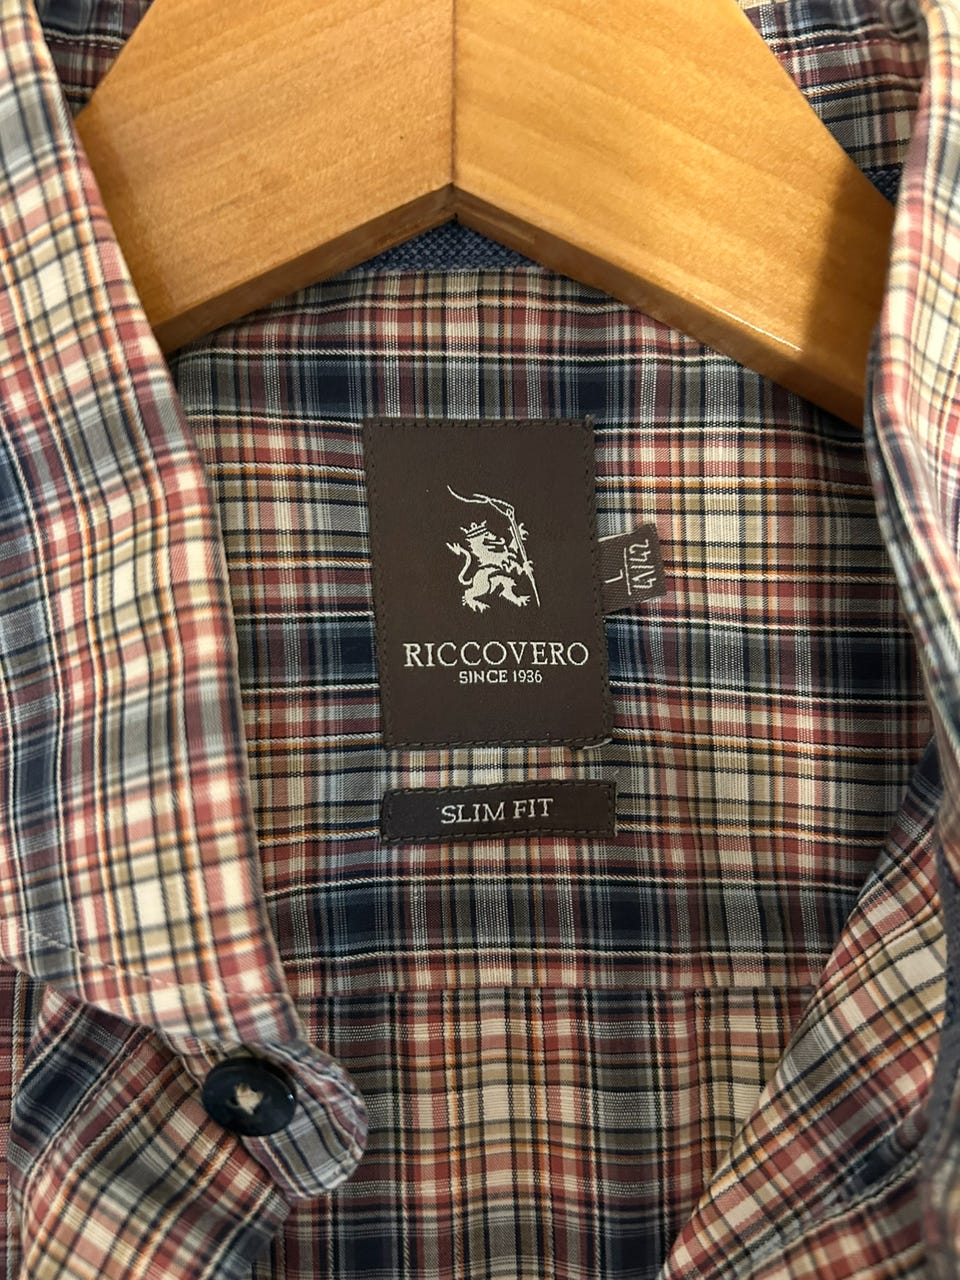 RICCOVERO
SINCE 1936
L
41/42
SLIM FIT